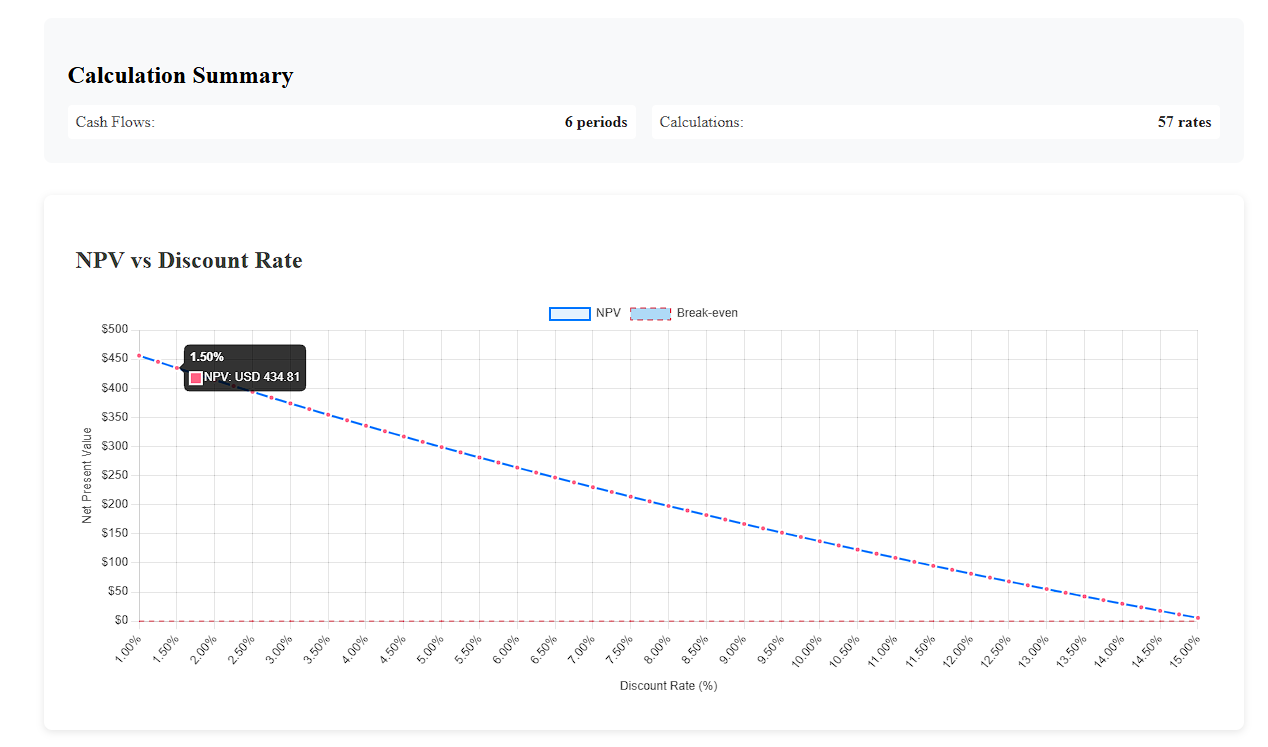 Calculation Summary
Cash Flows: 6 periods Calculations: 57 rates
NPV vs Discount Rate
NPV Break-even
$500
$450
$400
$350
$300
$250
$200
$150
$100
$50
$0
Net Present Value
1.50%
NPV: USD 434.81
1.00% 1.50% 2.00% 2.50% 3.00% 3.50% 4.00% 4.50% 5.00% 5.50% 6.00% 6.50% 7.00% 7.50% 8.00% 8.50% 9.00% 9.50% 10.00% 10.50% 11.00% 11.50% 12.00% 12.50% 13.00% 13.50% 14.00% 14.50% 15.00%
Discount Rate (%)